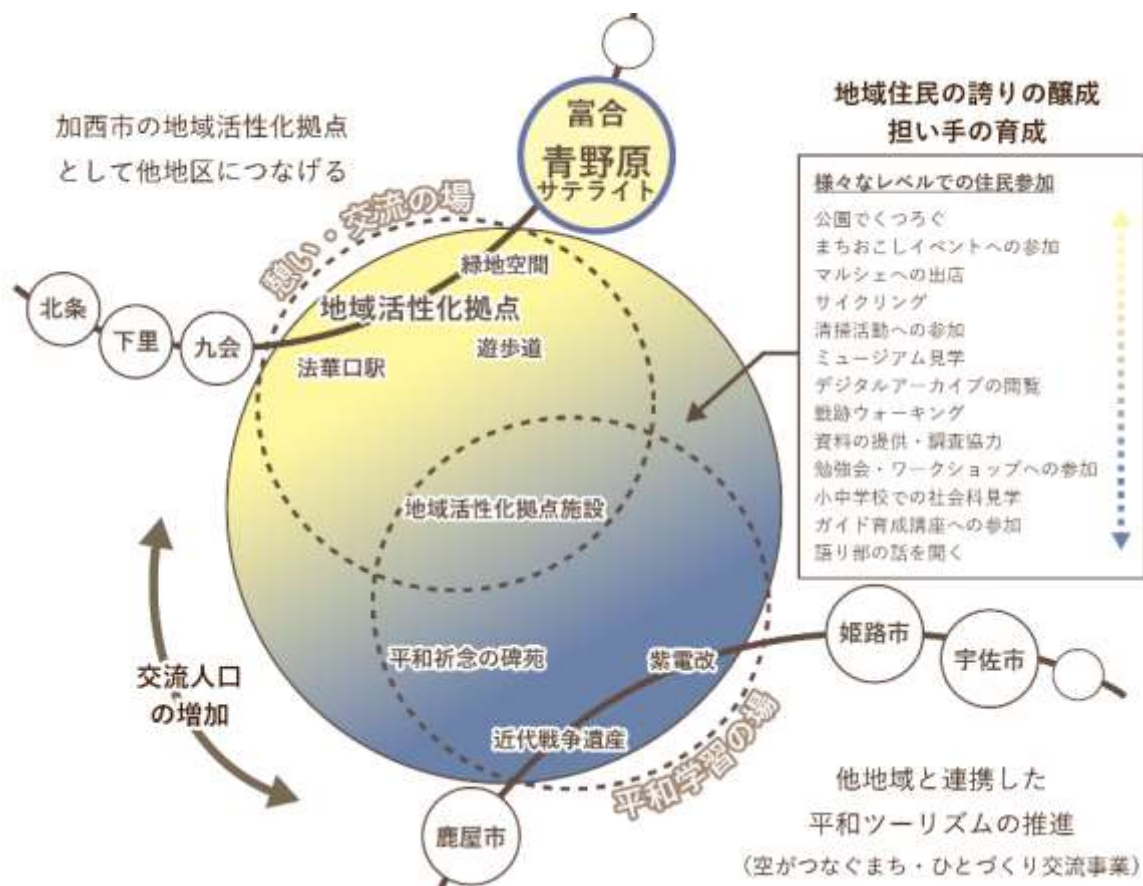 加西市の地域活性化拠点
として他地区につなげる
富合
青野原
サテライト
地域住民の誇りの醸成
担い手の育成
様々なレベルでの住民参加
公園でくつろぐ
まちおこしイベントへの参加
マルシェへの出店
サイクリング
清掃活動への参加
ミュージアム見学
デジタルアーカイブの閲覧
戦跡ウォーキング
資料の提供・調査協力
勉強会・ワークショップへの参加
小中学校での社会科見学
ガイド育成講座への参加
語り部の話を聞く
憩い・交流の場
緑地空間
地域活性化拠点
遊歩道
法華口駅
北条
下里
九会
地域活性化拠点施設
平和祈念の碑苑
紫電改
近代戦争遺産
平和学習の場
交流人口
の増加
姫路市
宇佐市
鹿屋市
他地域と連携した
平和ツーリズムの推進
（空がつなぐまち・ひとづくり交流事業）